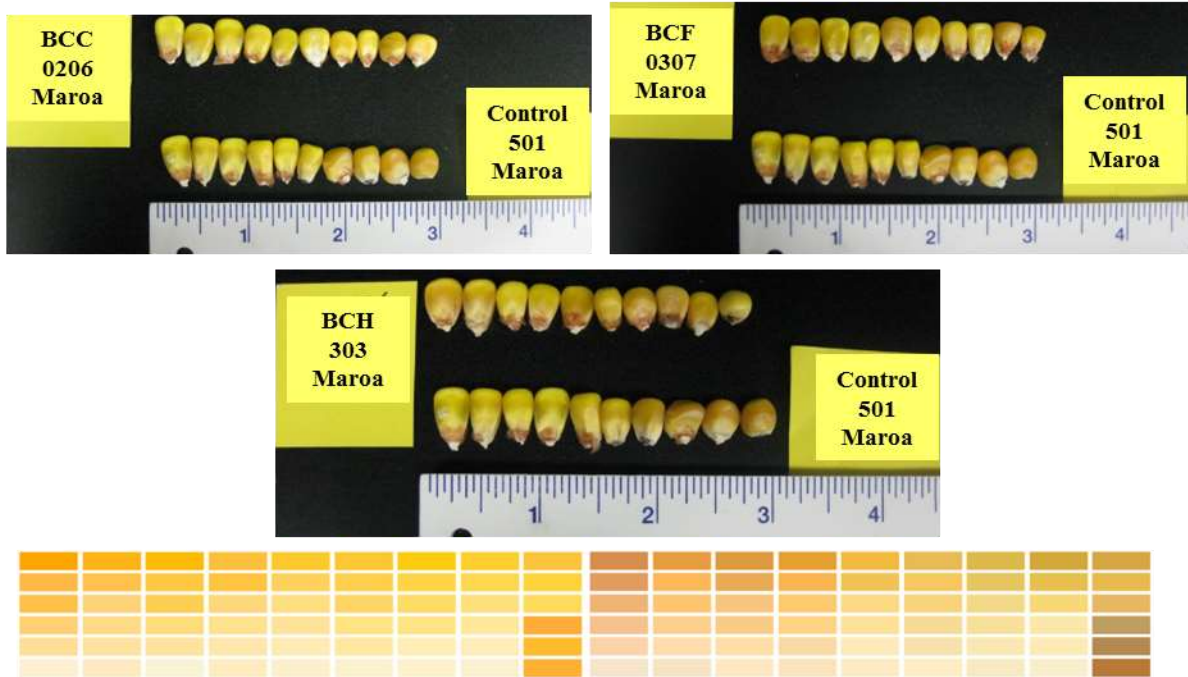 BCC
0206
Maroa
Control
501
Maroa
1 2 3 4
BCF
0307
Maroa
Control
501
Maroa
1 2 3 4
BCH
303
Maroa
Control
501
Maroa
1 2 3 4